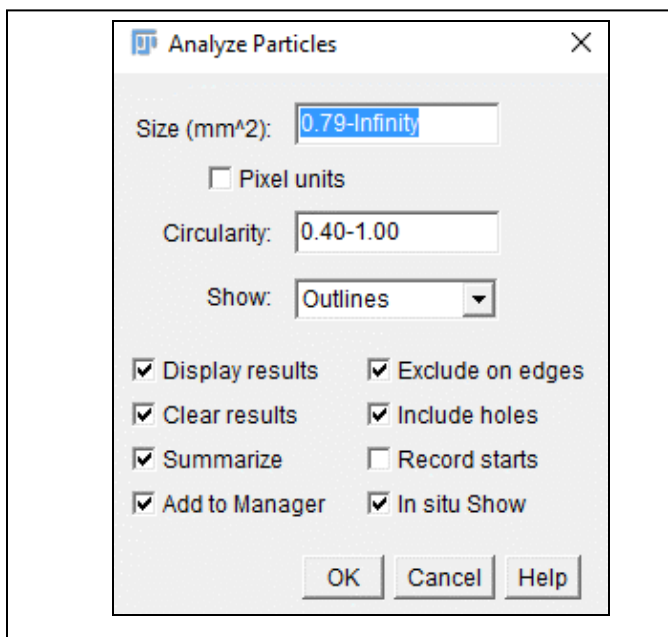 Analyze Particles
Size (mm^2): 0.79-Infinity
Pixel units
Circularity: 0.40-1.00
Show: Outlines
Display results Exclude on edges
Clear results Include holes
Summarize Record starts
Add to Manager In situ Show
OK Cancel Help